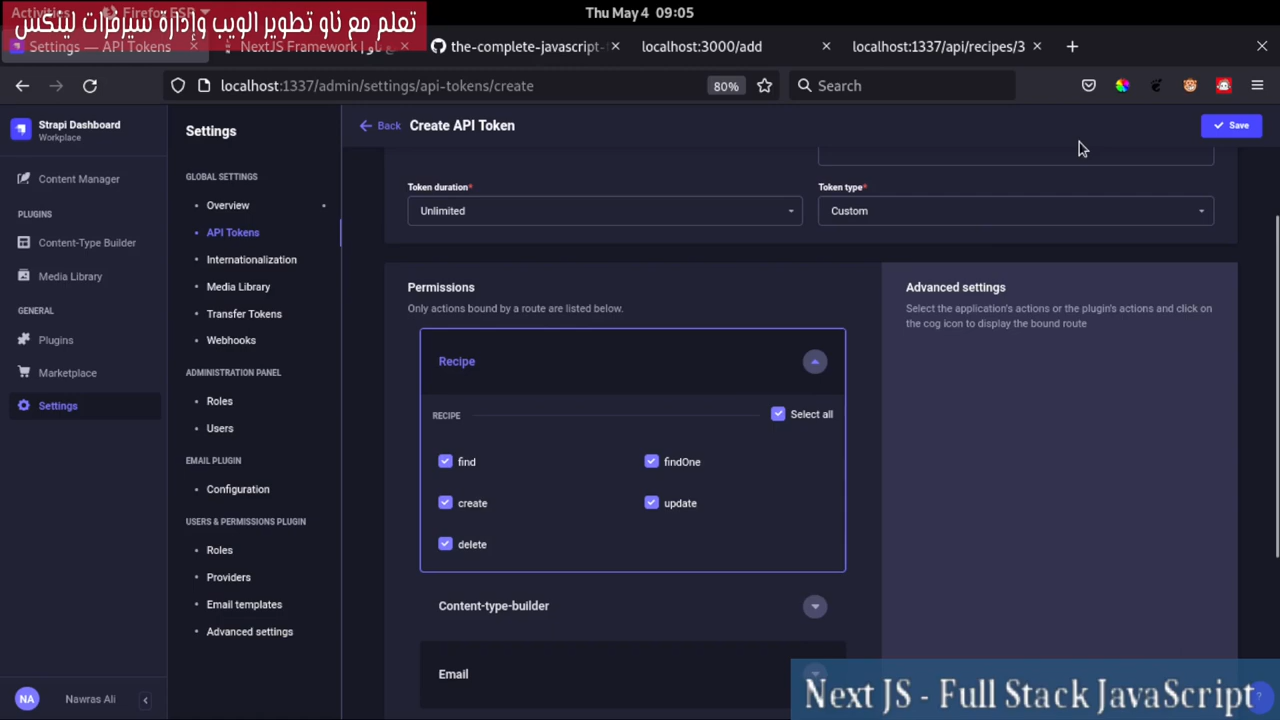 Activities
Firefox ESR
Thu May 4 09:05
تعلم مع ناو تطوير الويب وإدارة سيرفرات لينكس
Settings — API Tokens
NextJS Framework | ع ناو
the-complete-javascript-
localhost:3000/add
localhost:1337/api/recipes/3
localhost:1337/admin/settings/api-tokens/create
80%
Search
Strapi Dashboard
Workplace
Content Manager
PLUGINS
Content-Type Builder
Media Library
GENERAL
Plugins
Marketplace
Settings
NA
Nawras Ali
Settings
GLOBAL SETTINGS
Overview
API Tokens
Internationalization
Media Library
Transfer Tokens
Webhooks
ADMINISTRATION PANEL
Roles
Users
EMAIL PLUGIN
Configuration
USERS & PERMISSIONS PLUGIN
Roles
Providers
Email templates
Advanced settings
Back
Create API Token
Save
Token duration*
Token type*
Unlimited
Custom
Permissions
Only actions bound by a route are listed below.
Recipe
RECIPE
Select all
find
findOne
create
update
delete
Content-type-builder
Email
Advanced settings
Select the application's actions or the plugin's actions and click on
the cog icon to display the bound route
Next JS - Full Stack JavaScript
?